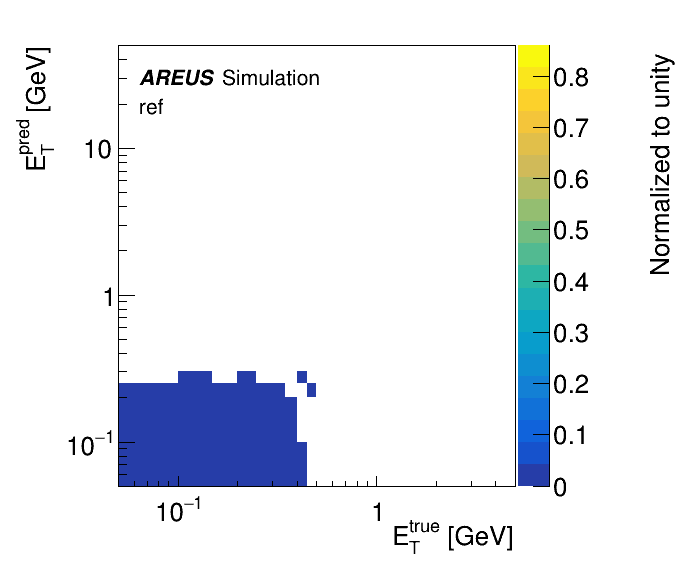 AREUS Simulation
ref
E_T^pred [GeV]
10
1
10^−1
10^−1
1
E_T^true [GeV]
0.8
0.7
0.6
0.5
0.4
0.3
0.2
0.1
0
Normalized to unity